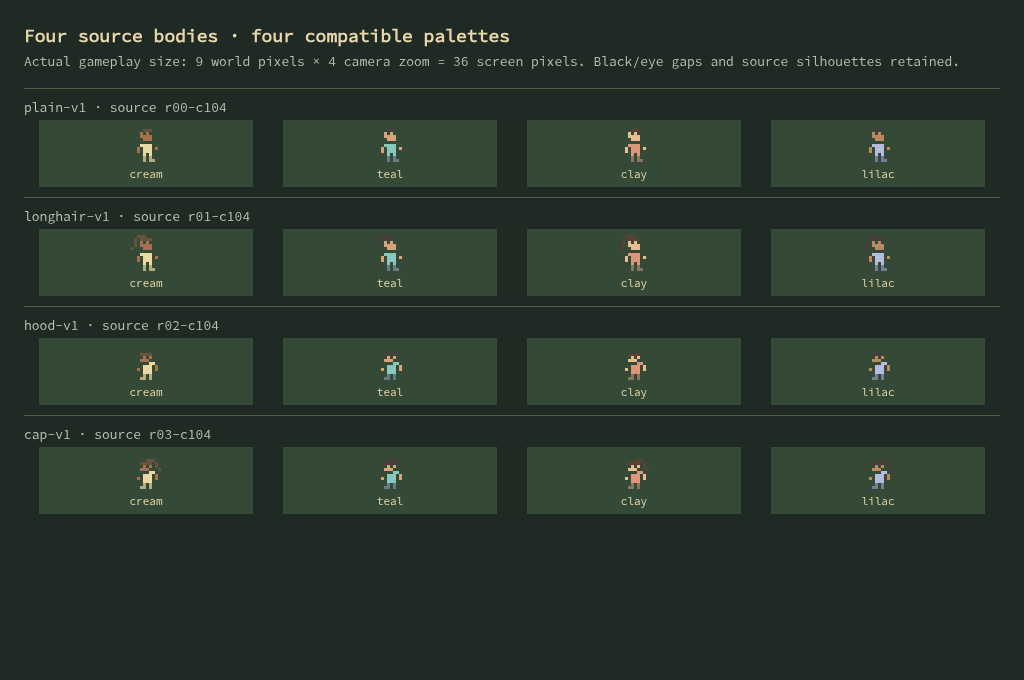 Four source bodies · four compatible palettes
Actual gameplay size: 9 world pixels × 4 camera zoom = 36 screen pixels. Black/eye gaps and source silhouettes retained.
plain-v1 · source r00-c104
cream teal clay lilac
longhair-v1 · source r01-c104
cream teal clay lilac
hood-v1 · source r02-c104
cream teal clay lilac
cap-v1 · source r03-c104
cream teal clay lilac